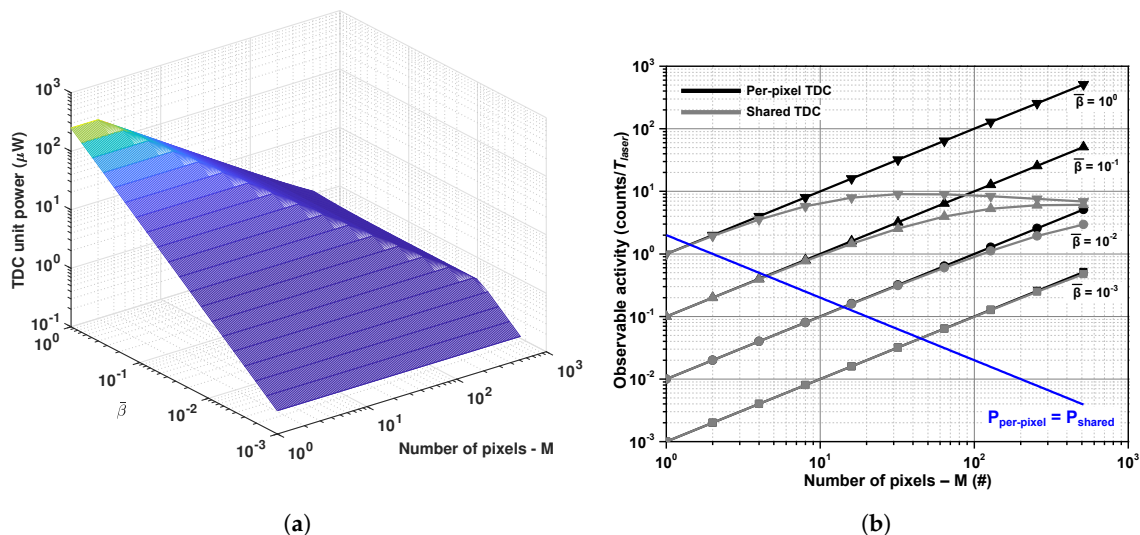 10³
10²
10¹
10⁰
10⁻¹
TDC unit power (μW)
10⁰
10⁻¹
10⁻²
10⁻³
β̄
10⁰
10¹
10²
10³
Number of pixels - M
(a)
10³
10²
10¹
10⁰
10⁻¹
10⁻²
10⁻³
Observable activity (counts/T_laser)
Per-pixel TDC
Shared TDC
β̄ = 10⁰
β̄ = 10⁻¹
β̄ = 10⁻²
β̄ = 10⁻³
P_per-pixel = P_shared
10⁰
10¹
10²
10³
Number of pixels – M (#)
(b)